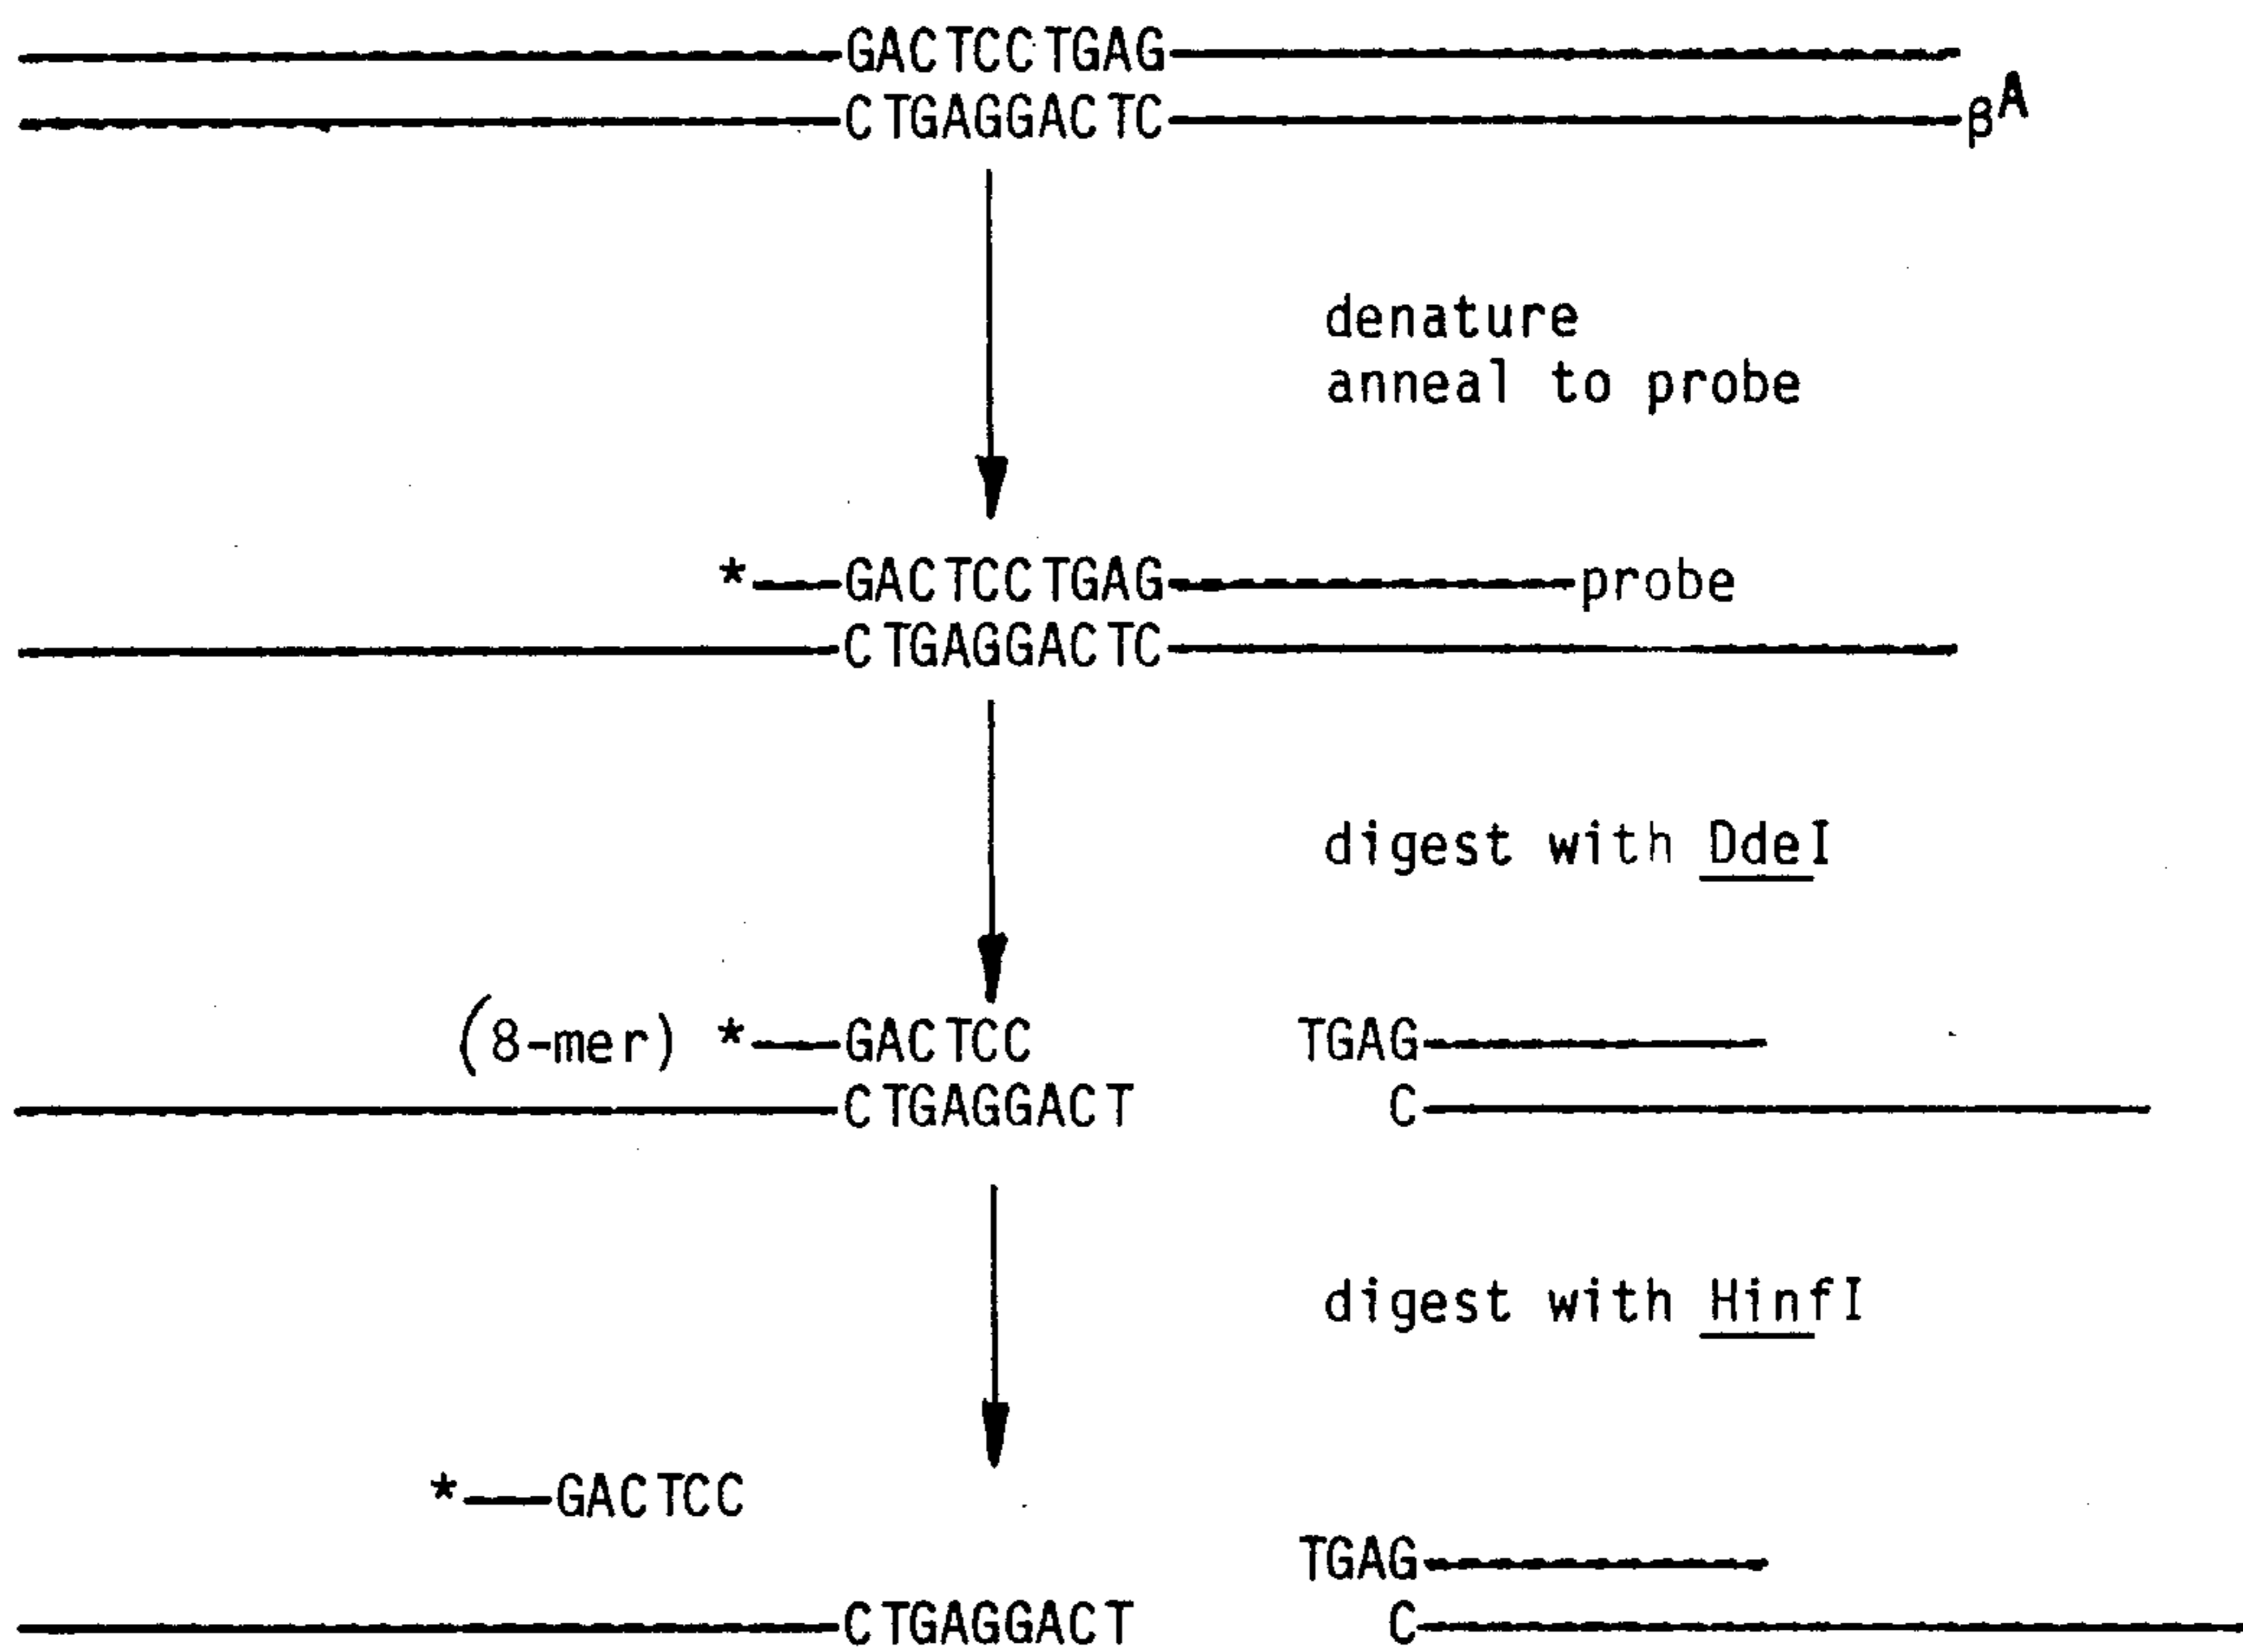 GACTCCTGAG
CTGAGGACTC βA
denature
anneal to probe
*GACTCCTGAG probe
CTGAGGACTC
digest with DdeI
(8-mer) *GACTCC TGAG
CTGAGGACT C
digest with HinfI
*GACTCC
TGAG
CTGAGGACT C